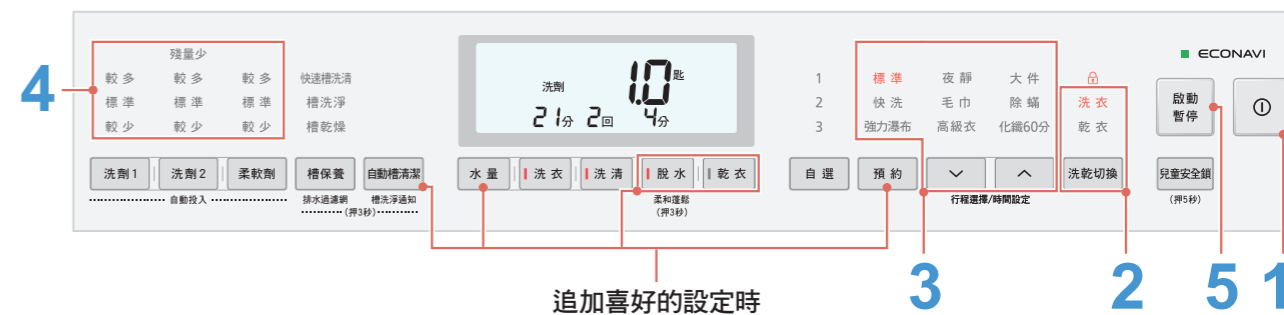 殘量少
較多 較多 較多 快速槽洗清
標準 標準 標準 槽洗淨
較少 較少 較少 槽乾燥
4
洗劑 1.0 匙
21分 2回 4分
1 標準 夜靜 大件
2 快洗 毛巾 除蟎 洗衣
3 強力瀑布 高級衣 化纖60分 乾衣
ECONAVI
啟動
暫停
洗劑1 洗劑2 柔軟劑 槽保養 自動槽清潔 水量 洗衣 洗清 脫水 乾衣 自選 預約 洗乾切換 兒童安全鎖
自動投入 排水過濾網 槽洗淨通知 柔和蓬鬆 行程選擇/時間設定 (押5秒)
(押3秒) (押3秒)
追加喜好的設定時
3 2 5 1